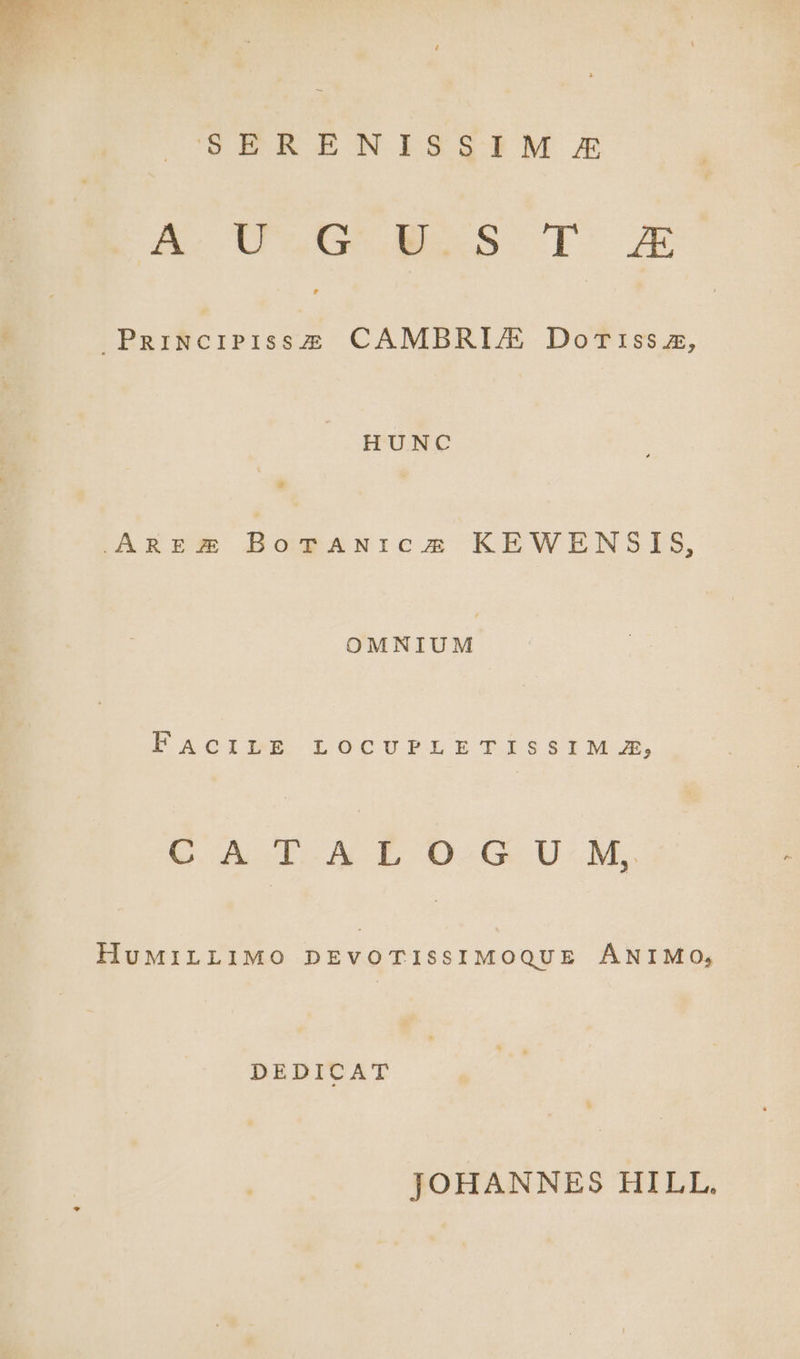 SERENISSIMÆ
AUGUSTÆ
PRINCIPISSÆ CAMBRIÆ DOTISSÆ,
HUNC
AREÆ BOTANICÆ KEWENSIS,
OMNIUM
FACILE LOCUPLETISSIMÆ,
CATALOGUM,
HUMILLIMO DEVOTISSIMOQUE ANIMO,
DEDICAT
JOHANNES HILL.